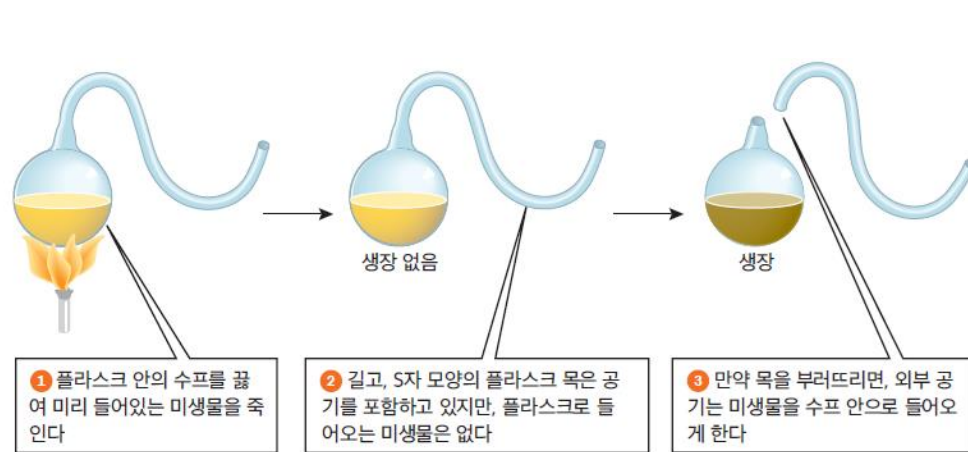 생장 없음
생장
1 플라스크 안의 수프를 끓
여 미리 들어있는 미생물을 죽
인다
2 길고, S자 모양의 플라스크 목은 공
기를 포함하고 있지만, 플라스크로 들
어오는 미생물은 없다
3 만약 목을 부러뜨리면, 외부 공
기는 미생물을 수프 안으로 들어오
게 한다